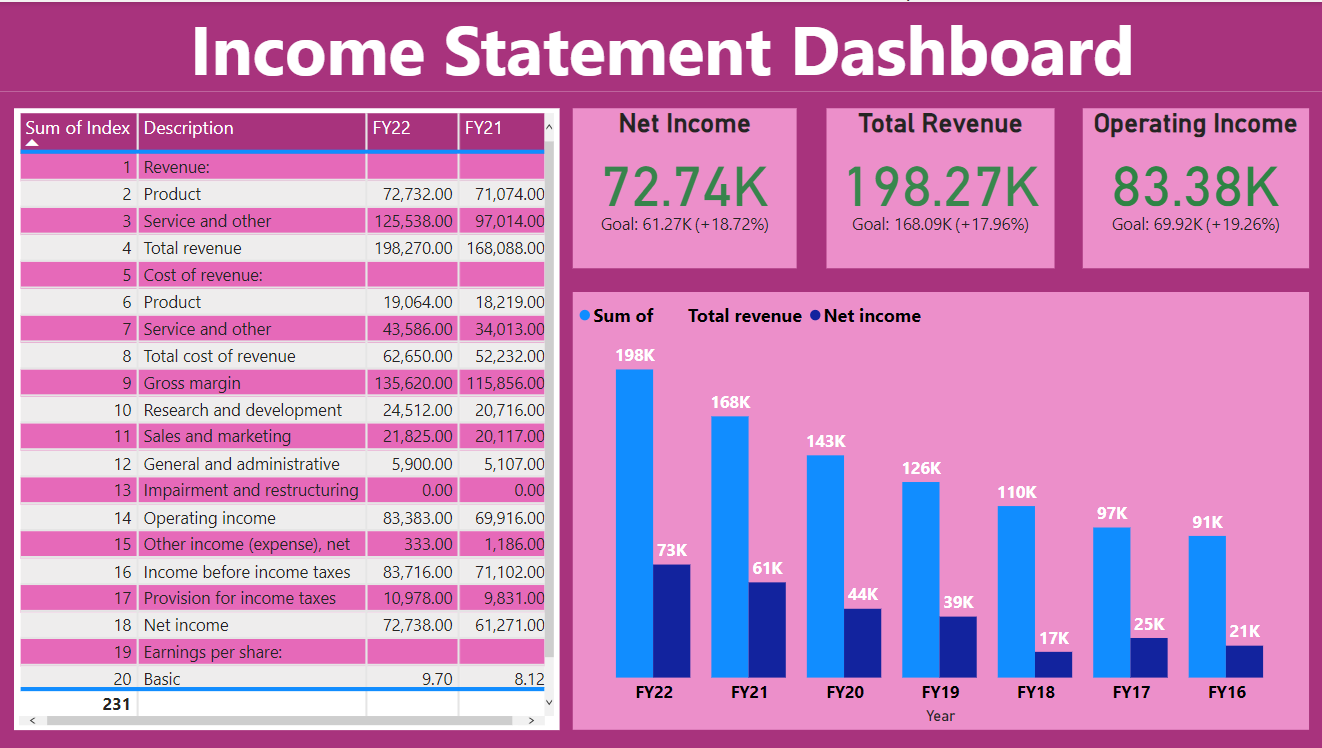 Income Statement Dashboard
Sum of Index Description FY22 FY21
1 Revenue:
2 Product 72,732.00 71,074.00
3 Service and other 125,538.00 97,014.00
4 Total revenue 198,270.00 168,088.00
5 Cost of revenue:
6 Product 19,064.00 18,219.00
7 Service and other 43,586.00 34,013.00
8 Total cost of revenue 62,650.00 52,232.00
9 Gross margin 135,620.00 115,856.00
10 Research and development 24,512.00 20,716.00
11 Sales and marketing 21,825.00 20,117.00
12 General and administrative 5,900.00 5,107.00
13 Impairment and restructuring 0.00 0.00
14 Operating income 83,383.00 69,916.00
15 Other income (expense), net 333.00 1,186.00
16 Income before income taxes 83,716.00 71,102.00
17 Provision for income taxes 10,978.00 9,831.00
18 Net income 72,738.00 61,271.00
19 Earnings per share:
20 Basic 9.70 8.12
231
Net Income
72.74K
Goal: 61.27K (+18.72%)
Total Revenue
198.27K
Goal: 168.09K (+17.96%)
Operating Income
83.38K
Goal: 69.92K (+19.26%)
Sum of Total revenue Net income
198K
73K
168K
61K
143K
44K
126K
39K
110K
17K
97K
25K
91K
21K
FY22 FY21 FY20 FY19 FY18 FY17 FY16
Year